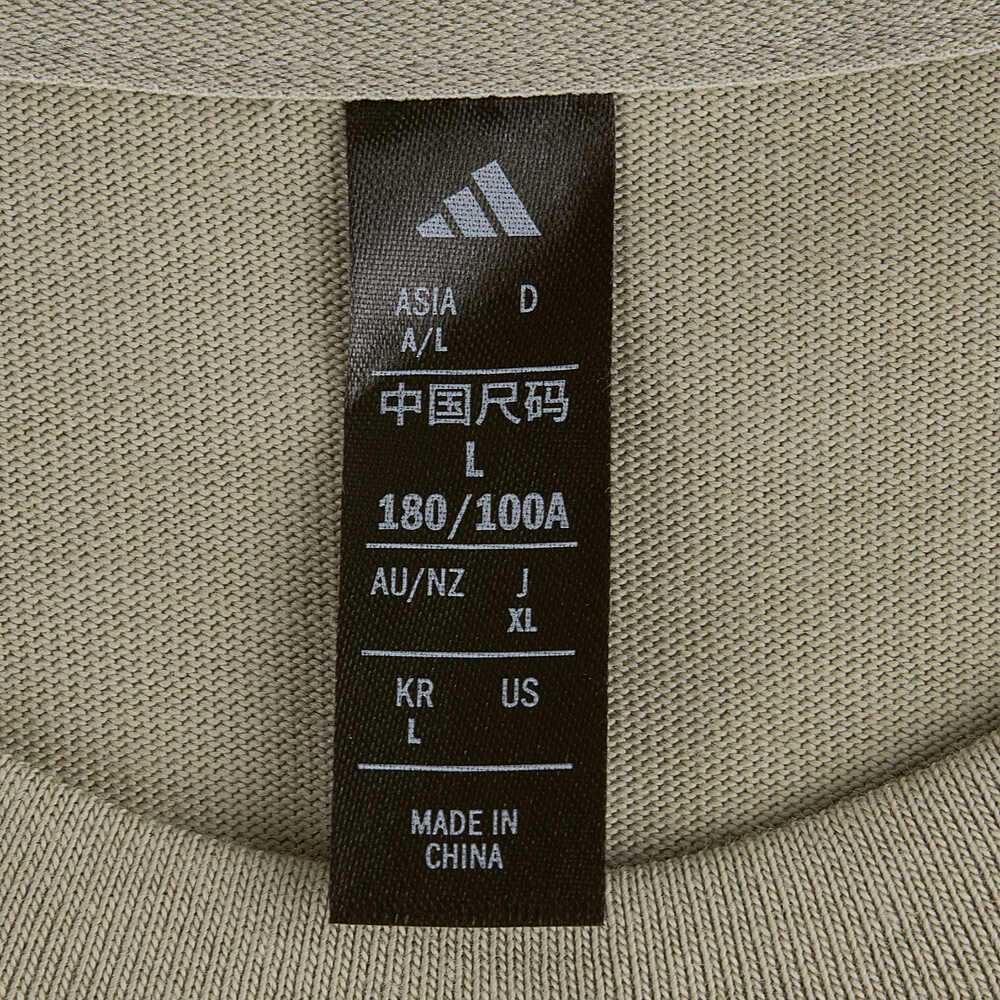 ASIA D
A/L
中国尺码
L
180/100A
AU/NZ J
XL
KR US
L
MADE IN
CHINA